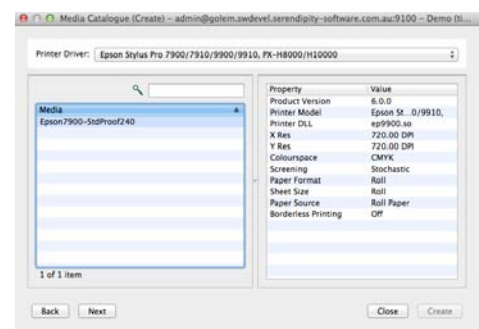 Media Catalogue (Create) – admin@golem.swdevel.serendipity-software.com.au:9100 – Demo (ti...
Printer Driver: Epson Stylus Pro 7900/7910/9900/9910, PX-H8000/H10000
Media
Epson7900-StdProof240
1 of 1 item
Property Value
Product Version 6.0.0
Printer Model Epson St...0/9910,
Printer DLL ep9900.so
X Res 720.00 DPI
Y Res 720.00 DPI
Colourspace CMYK
Screening Stochastic
Paper Format Roll
Sheet Size Roll
Paper Source Roll Paper
Borderless Printing Off
Back Next Close Create